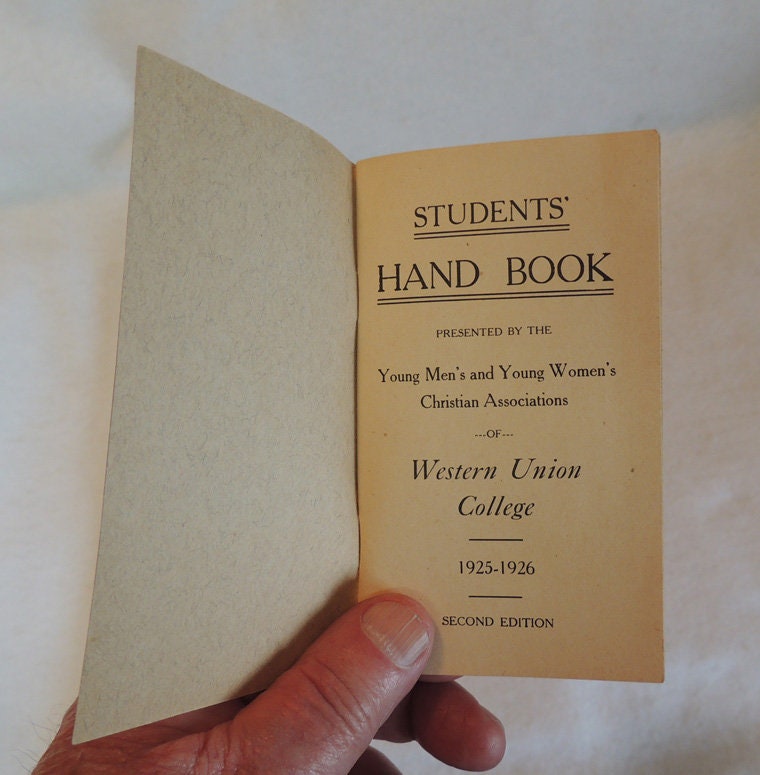 STUDENTS'
HAND BOOK
PRESENTED BY THE
Young Men's and Young Women's
Christian Associations
---OF---
Western Union
College
1925-1926
SECOND EDITION